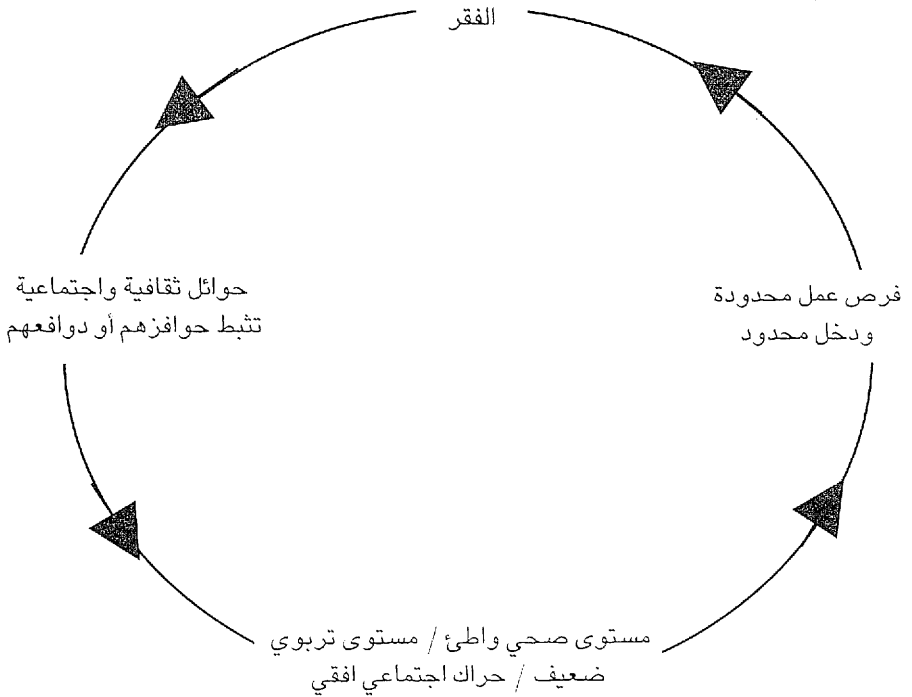 الفقر
حوائل ثقافية واجتماعية
تثبط حوافزهم أو دوافعهم
فرص عمل محدودة
ودخل محدود
مستوى صحي واطئ / مستوى تربوي
ضعيف / حراك اجتماعي افقي